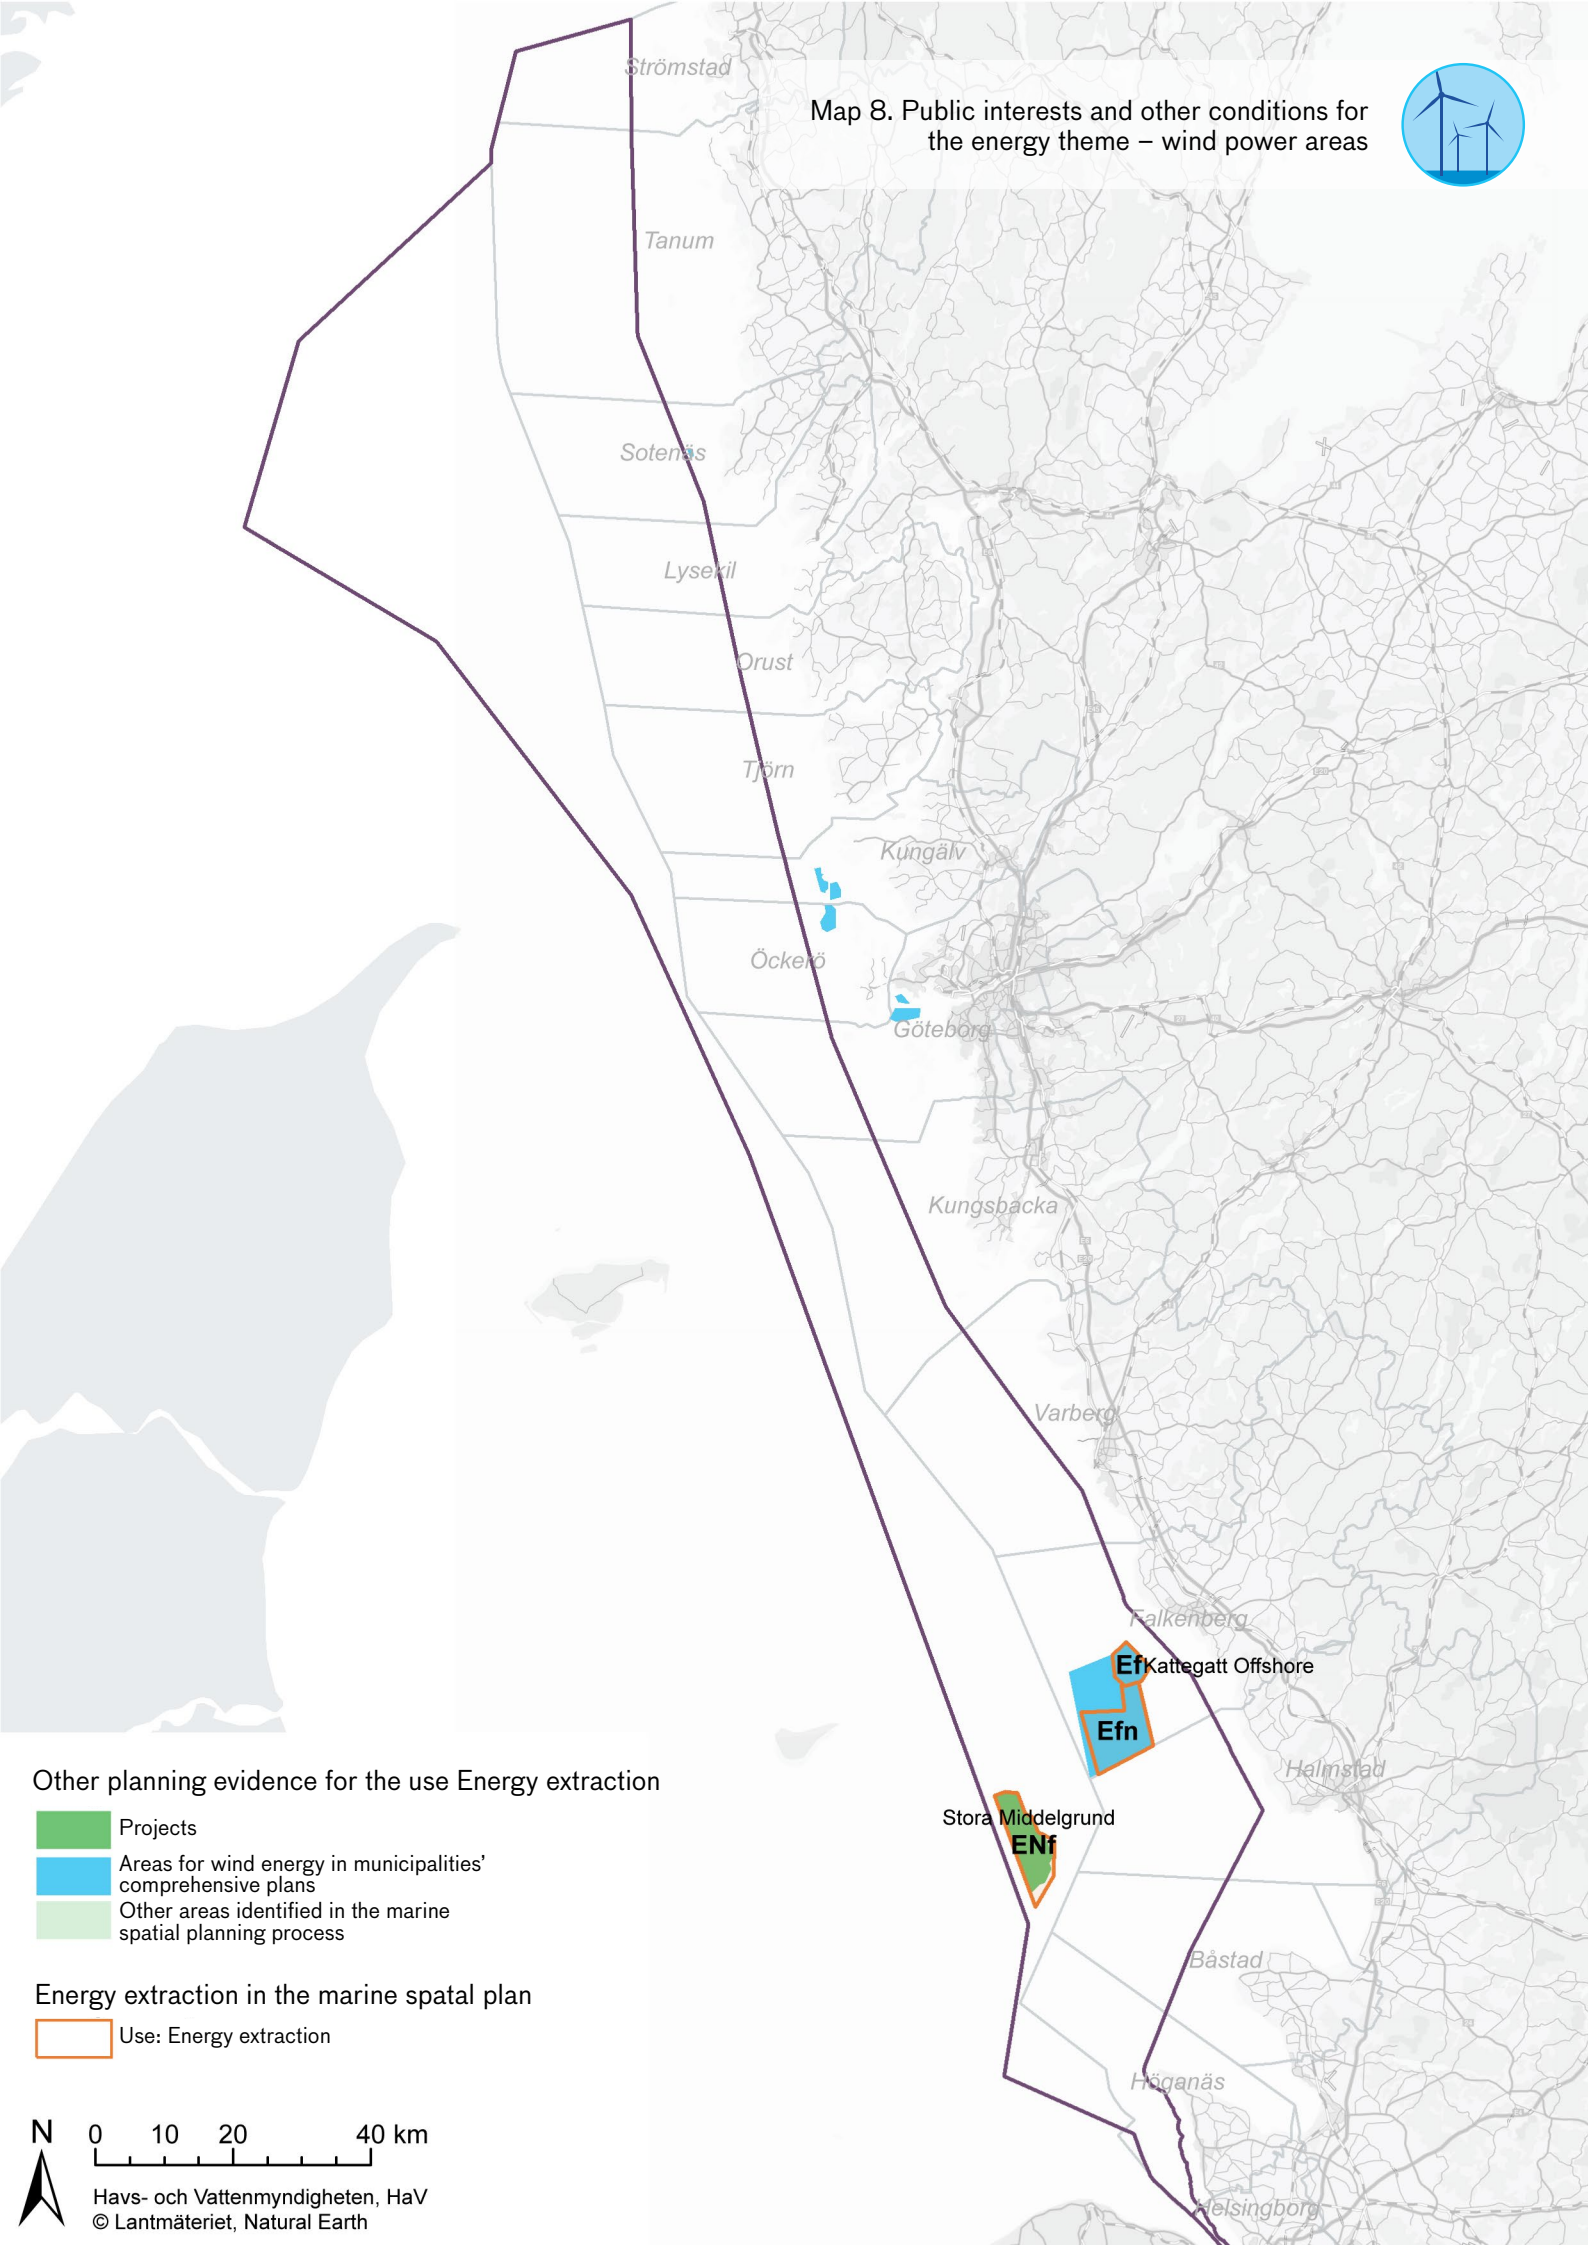 Strömstad
Map 8. Public interests and other conditions for
the energy theme – wind power areas
Tanum
Sotenäs
Lysekil
Orust
Tjörn
Kungälv
Öckerö
Göteborg
Kungsbacka
Varberg
Falkenberg
Ef
Kattegatt Offshore
Efn
Halmstad
Stora Middelgrund
ENf
Båstad
Höganäs
Helsingborg
Other planning evidence for the use Energy extraction
Projects
Areas for wind energy in municipalities’
comprehensive plans
Other areas identified in the marine
spatial planning process
Energy extraction in the marine spatal plan
Use: Energy extraction
N 0 10 20 40 km
Havs- och Vattenmyndigheten, HaV
© Lantmäteriet, Natural Earth